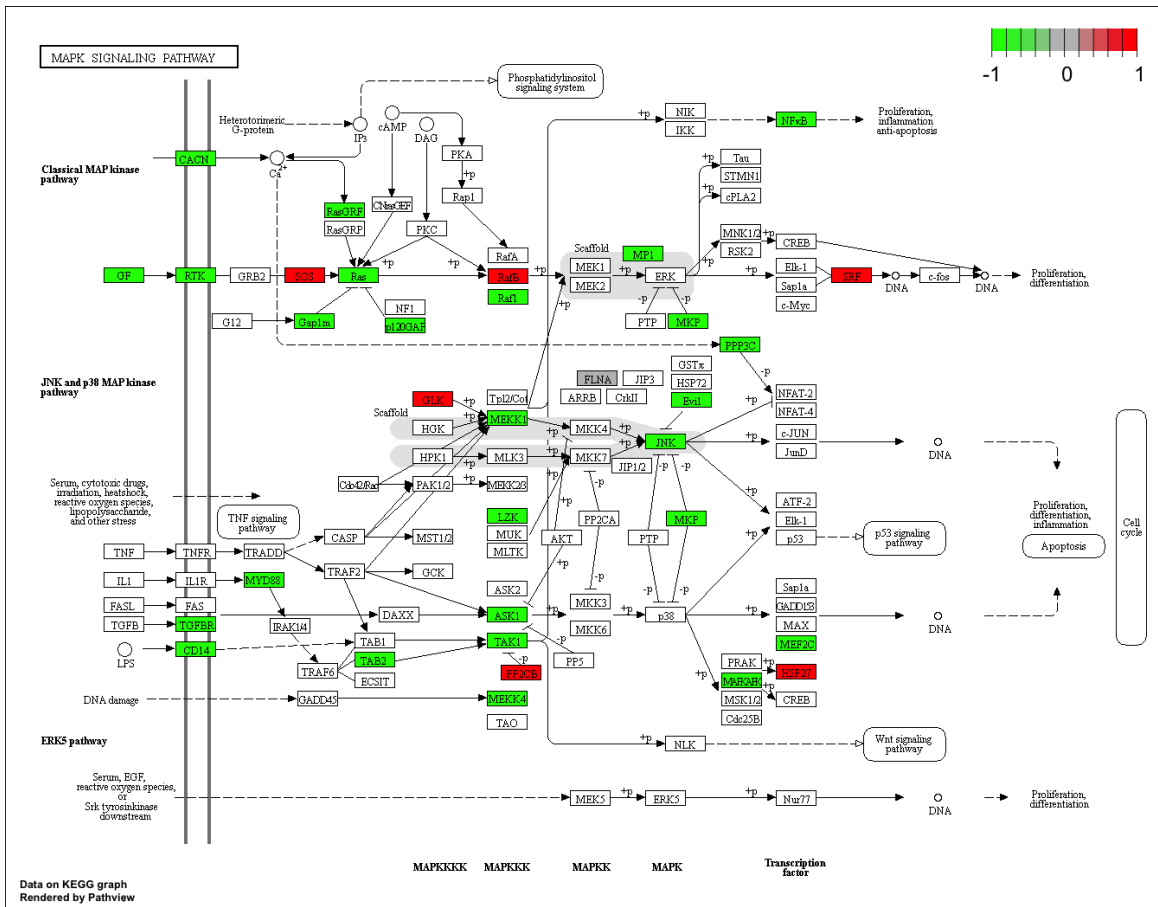 MAPK SIGNALING PATHWAY
-1 0 1
Phosphatidylinositol
signaling system
Heterotorimeric
G-protein
IP3
cAMP
DAG
NIK
IKK
+p
NFκB
Proliferation,
inflammation
anti-apoptosis
Classical MAP kinase
pathway
CACN
Ca2+
PKA
+p
Rap1
+p
Tau
STMN1
+p
cPLA2
RasGRF
RasGRP
CNrasGEF
PKC
RafA
Scaffold
MP1
MNK1/2
RSK2
+p
+p
CREB
GF
RTK
GRB2
SOS
Ras
+p
+p
RafB
Raf1
+p
MEK1
MEK2
+p
ERK
+p
Elk-1
Sap1a
c-Myc
SRF
DNA
c-fos
DNA
Proliferation,
differentiation
G12
Gap1m
NF1
p120GAP
+p
-p
-p
PTP
MKP
PPP3C
JNK and p38 MAP kinase
pathway
GLK
+p
Tpl2/Cot
FLNA
JIP3
ARRB
CrkII
GSTπ
HSP72
Evi1
-p
NFAT-2
NFAT-4
Scaffold
HGK
+p
MEKK1
MKK4
+p
JNK
+p
c-JUN
JunD
DNA
HPK1
+p
MLK3
+p
MKK7
+p
JIP1/2
Cdc42/Rac
PAK1/2
+p
MEKK2/3
Serum, cytotoxic drugs,
irradiation, heatshock,
reactive oxygen species,
lipopolysaccharide,
and other stress
TNF signaling
pathway
LZK
MUK
MLTK
-p
-p
-p
PP2CA
MKP
ATF-2
Elk-1
p53
p53 signaling
pathway
Proliferation,
differentiation,
inflammation
Apoptosis
Cell
cycle
TNF
TNFR
TRADD
CASP
MST1/2
AKT
PTP
IL1
IL1R
MYD88
TRAF2
GCK
+p
-p
-p
-p
FASL
FAS
DAXX
ASK2
ASK1
+p
MKK3
MKK6
+p
p38
+p
+p
Sap1a
GADD153
MAX
MEF2C
DNA
TGFB
TGFBR
IRAK1/4
LPS
CD14
TAB1
TAB2
ECSIT
TRAF6
TAK1
-p
PP2CB
PP5
PRAK
MAPKAPK
MSK1/2
Cdc25B
+p
+p
+p
HSP27
CREB
DNA damage
GADD45
MEKK4
TAO
ERK5 pathway
+p
NLK
Wnt signaling
pathway
Serum, EGF,
reactive oxygen species,
or
Srk tyrosinkinase
downstream
MEK5
+p
ERK5
+p
Nur77
DNA
Proliferation,
differentiation
MAPKKKK
MAPKKK
MAPKK
MAPK
Transcription
factor
Data on KEGG graph
Rendered by Pathview